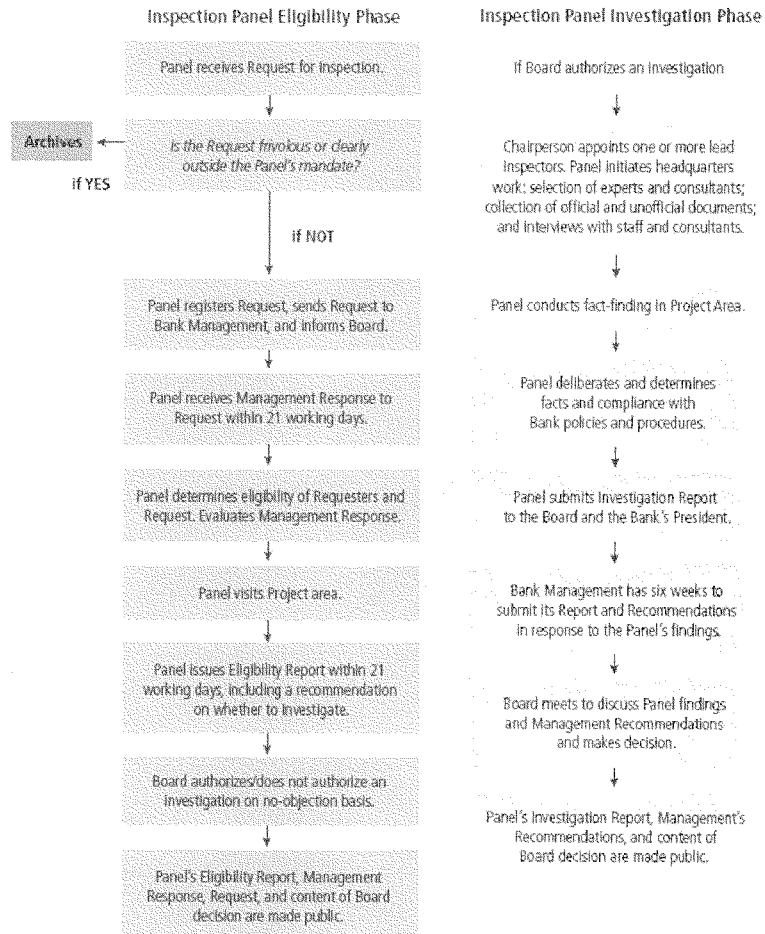 Inspection Panel Eligibility Phase
Panel receives Request for Inspection.
Is the Request frivolous or clearly
outside the Panel's mandate?
Archives
if YES
if NOT
Panel registers Request, sends Request to
Bank Management, and informs Board.
Panel receives Management Response to
Request within 21 working days.
Panel determines eligibility of Requesters and
Request. Evaluates Management Response.
Panel visits Project area.
Panel issues Eligibility Report within 21
working days, including a recommendation
on whether to investigate.
Board authorizes/does not authorize an
investigation on no-objection basis.
Panel's Eligibility Report, Management
Response, Request, and content of Board
decision are made public.
Inspection Panel Investigation Phase
If Board authorizes an Investigation
Chairperson appoints one or more lead
Inspectors. Panel initiates headquarters
work: selection of experts and consultants;
collection of official and unofficial documents;
and interviews with staff and consultants.
Panel conducts fact-finding in Project Area.
Panel deliberates and determines
facts and compliance with
Bank policies and procedures.
Panel submits Investigation Report
to the Board and the Bank's President.
Bank Management has six weeks to
submit its Report and Recommendations
in response to the Panel's findings.
Board meets to discuss Panel findings
and Management Recommendations
and makes decision.
Panel's Investigation Report, Management's
Recommendations, and content of
Board decision are made public.